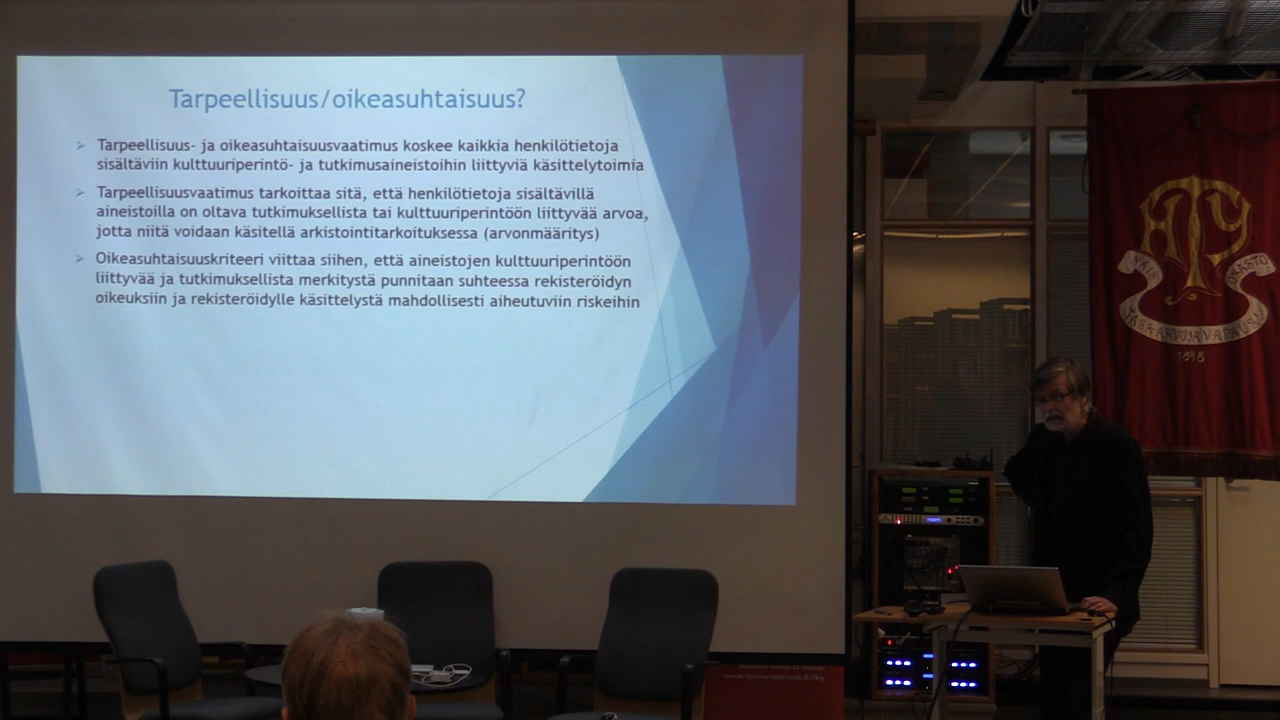 Tarpeellisuus/oikeasuhtaisuus?
Tarpeellisuus- ja oikeasuhtaisuusvaatimus koskee kaikkia henkilötietoja
sisältäviin kulttuuriperintö- ja tutkimusaineistoihin liittyviä käsittelytoimia
Tarpeellisuusvaatimus tarkoittaa sitä, että henkilötietoja sisältävillä
aineistoilla on oltava tutkimuksellista tai kulttuuriperintöön liittyvää arvoa,
jotta niitä voidaan käsitellä arkistointitarkoituksessa (arvonmääritys)
Oikeasuhtaisuuskriteeri viittaa siihen, että aineistojen kulttuuriperintöön
liittyvää ja tutkimuksellista merkitystä punnitaan suhteessa rekisteröidyn
oikeuksiin ja rekisteröidylle käsittelystä mahdollisesti aiheutuviin riskeihin
HTY
1898